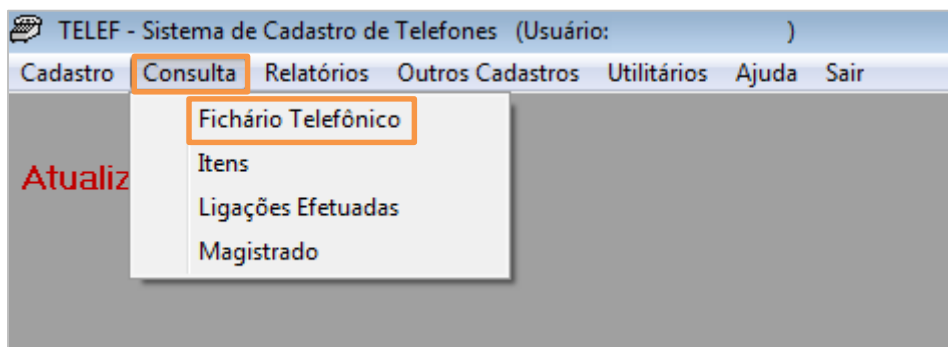 TELEF - Sistema de Cadastro de Telefones (Usuário: )
Cadastro Consulta Relatórios Outros Cadastros Utilitários Ajuda Sair
Fichário Telefônico
Itens
Atualiz
Ligações Efetuadas
Magistrado